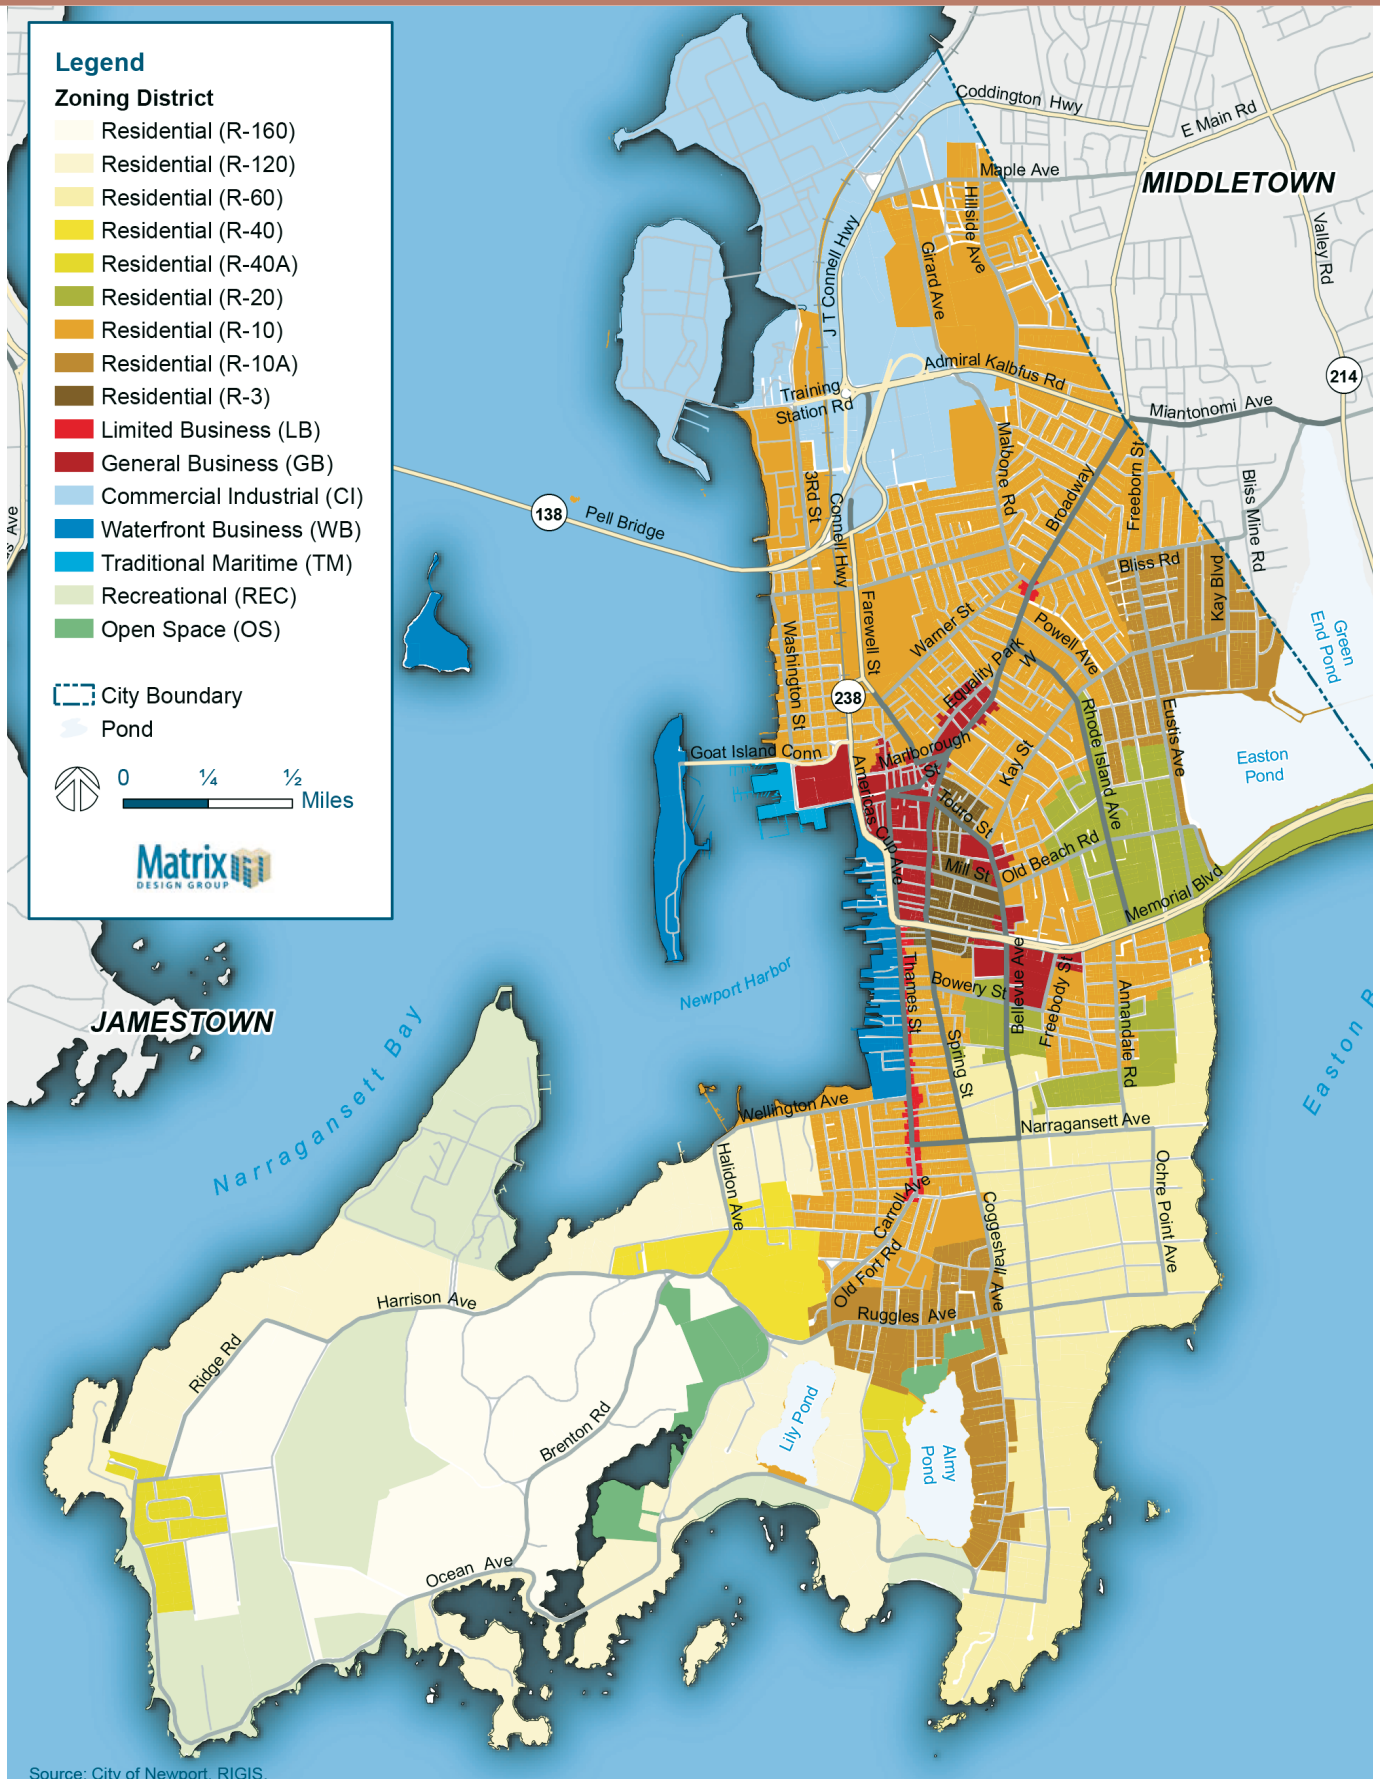 Legend
Zoning District
Residential (R-160)
Residential (R-120)
Residential (R-60)
Residential (R-40)
Residential (R-40A)
Residential (R-20)
Residential (R-10)
Residential (R-10A)
Residential (R-3)
Limited Business (LB)
General Business (GB)
Commercial Industrial (CI)
Waterfront Business (WB)
Traditional Maritime (TM)
Recreational (REC)
Open Space (OS)
City Boundary
Pond
0 ¼ ½
Miles
Matrix
DESIGN GROUP
Coddington Hwy
E Main Rd
Maple Ave
MIDDLETOWN
Hillside Ave
Valley Rd
J T Connell Hwy
Girard Ave
Admiral Kalbfus Rd
214
Training
Station Rd
Miantonomi Ave
Malbone Rd
Broadway
Freeborn St
3Rd St
Connell Hwy
Bliss Mine Rd
138
Pell Bridge
Bliss Rd
Kay Blvd
Farewell St
Warner St
Powell Ave
Green
End Pond
Washington St
Equality Park
W
238
Rhode Island Ave
Eustis Ave
Goat Island Conn
Marlborough
St
Kay St
Easton
Pond
Americas Cup Ave
Touro St
Mill St
Old Beach Rd
Memorial Blvd
Newport Harbor
Thames St
Bowery St
Bellevue Ave
Freebody St
Annandale Rd
JAMESTOWN
Narragansett Bay
Spring St
Wellington Ave
Narragansett Ave
Halidon Ave
Ochre Point Ave
Carroll Ave
Coggeshall Ave
Old Fort Rd
Harrison Ave
Ruggles Ave
Ridge Rd
Brenton Rd
Lily Pond
Almy
Pond
Ocean Ave
Easton
Source: City of Newport, RIGIS.